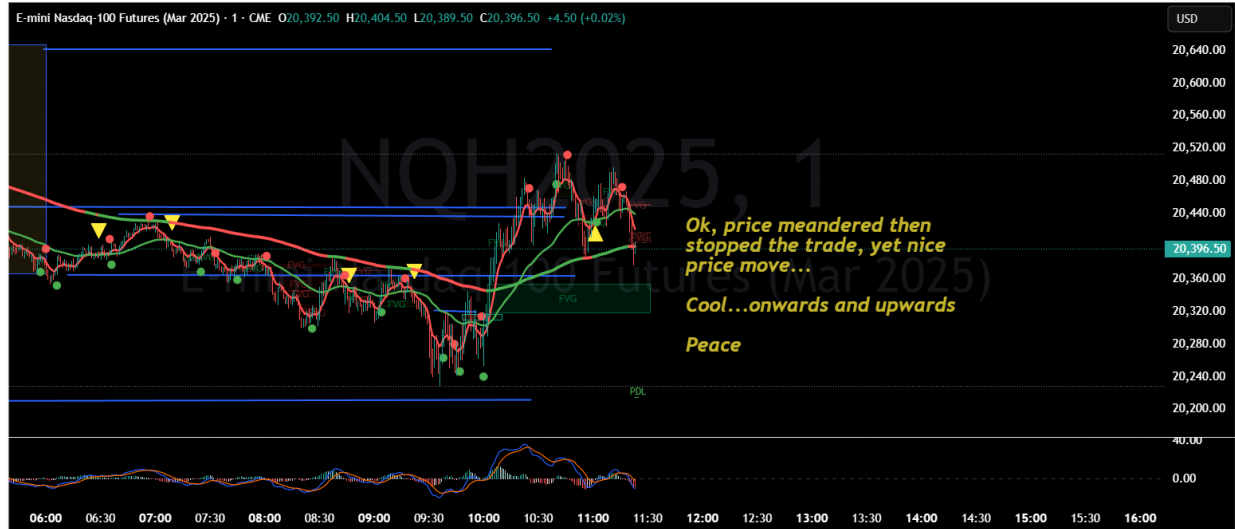 E-mini Nasdaq-100 Futures (Mar 2025) · 1 · CME O20,392.50 H20,404.50 L20,389.50 C20,396.50 +4.50 (+0.02%)
USD
20,640.00
20,600.00
20,560.00
20,520.00
20,480.00
20,440.00
20,396.50
20,360.00
20,320.00
20,280.00
20,240.00
20,200.00
NQH2025, 1
E-mini Nasdaq-100 Futures (Mar 2025)
Ok, price meandered then
stopped the trade, yet nice
price move...
Cool...onwards and upwards
Peace
FVG
FVG
FVG
FVG
PDL
40.00
0.00
06:00 06:30 07:00 07:30 08:00 08:30 09:00 09:30 10:00 10:30 11:00 11:30 12:00 12:30 13:00 13:30 14:00 14:30 15:00 15:30 16:00